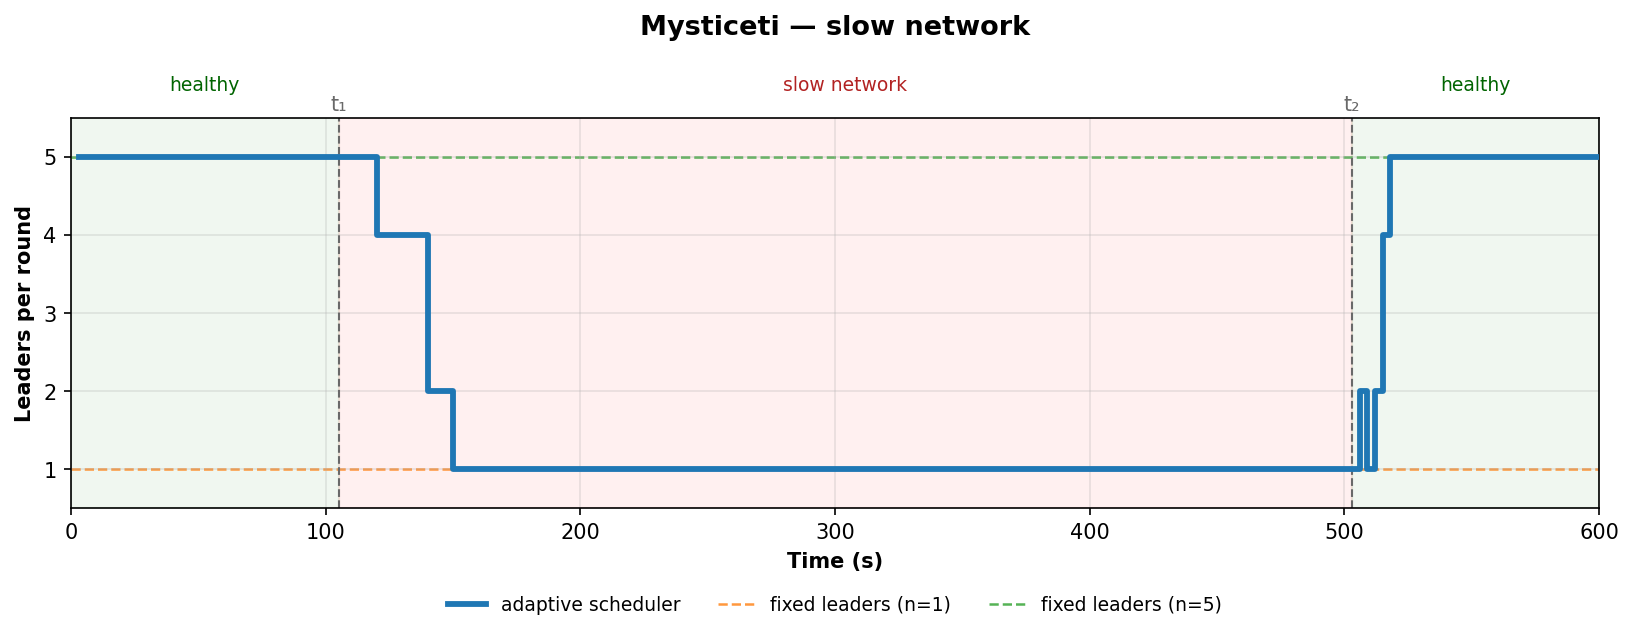 Mysticeti — slow network
healthy
slow network
healthy
t₁
t₂
5
4
3
2
1
Leaders per round
0
100
200
300
400
500
600
Time (s)
adaptive scheduler
fixed leaders (n=1)
fixed leaders (n=5)